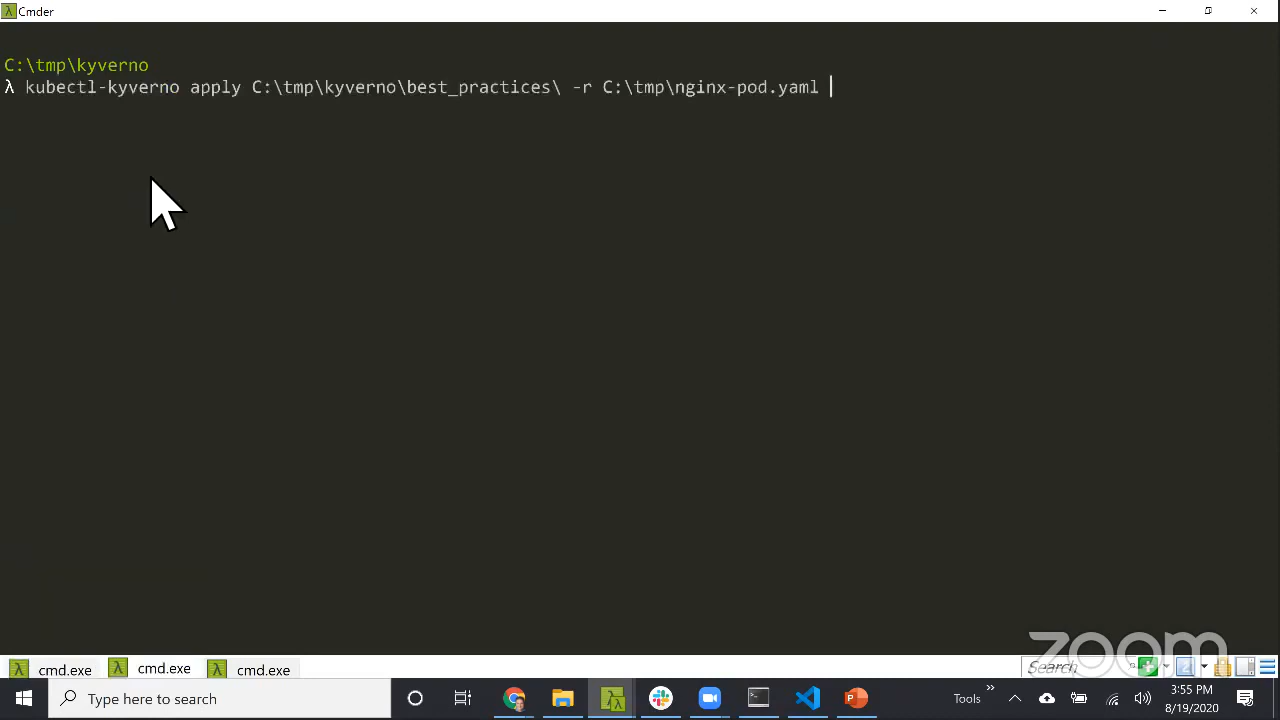 Cmder
C:\tmp\kyverno
λ kubectl-kyverno apply C:\tmp\kyverno\best_practices\ -r C:\tmp\nginx-pod.yaml
zoom
cmd.exe
cmd.exe
cmd.exe
Search
Type here to search
Tools
3:55 PM
8/19/2020